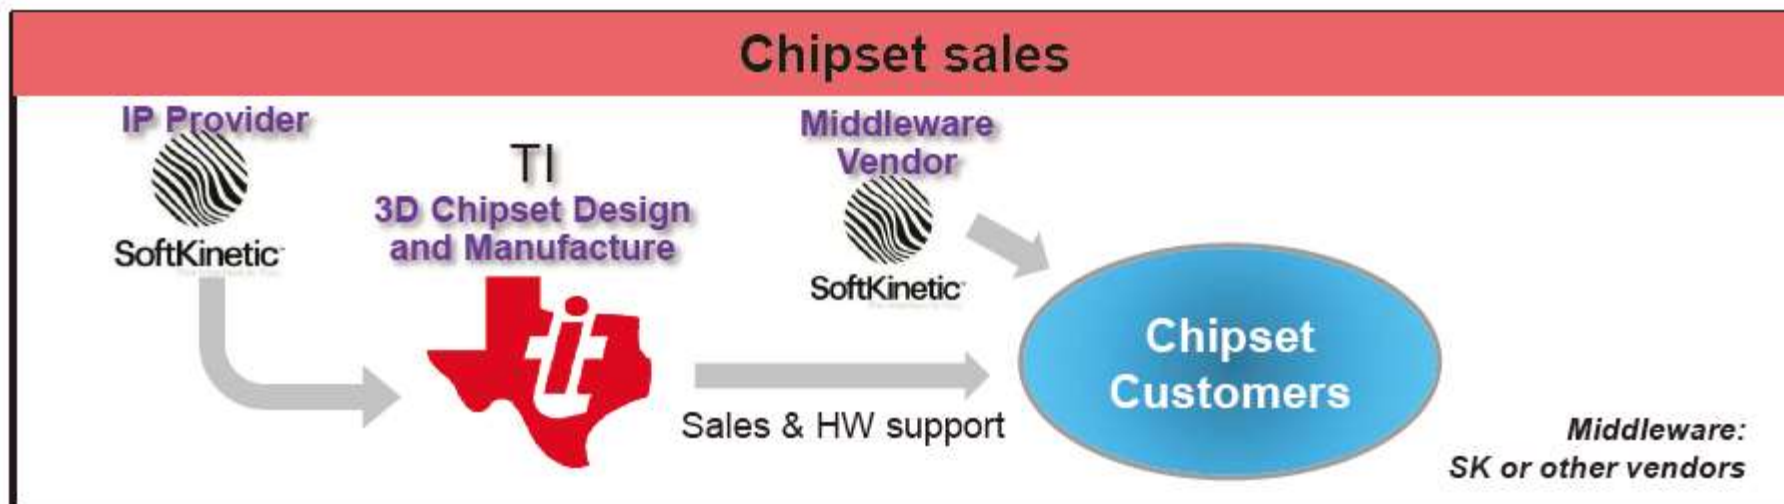 Chipset sales
IP Provider
SoftKinetic
TI
3D Chipset Design
and Manufacture
Middleware
Vendor
SoftKinetic
Chipset
Customers
Sales & HW support
Middleware:
SK or other vendors